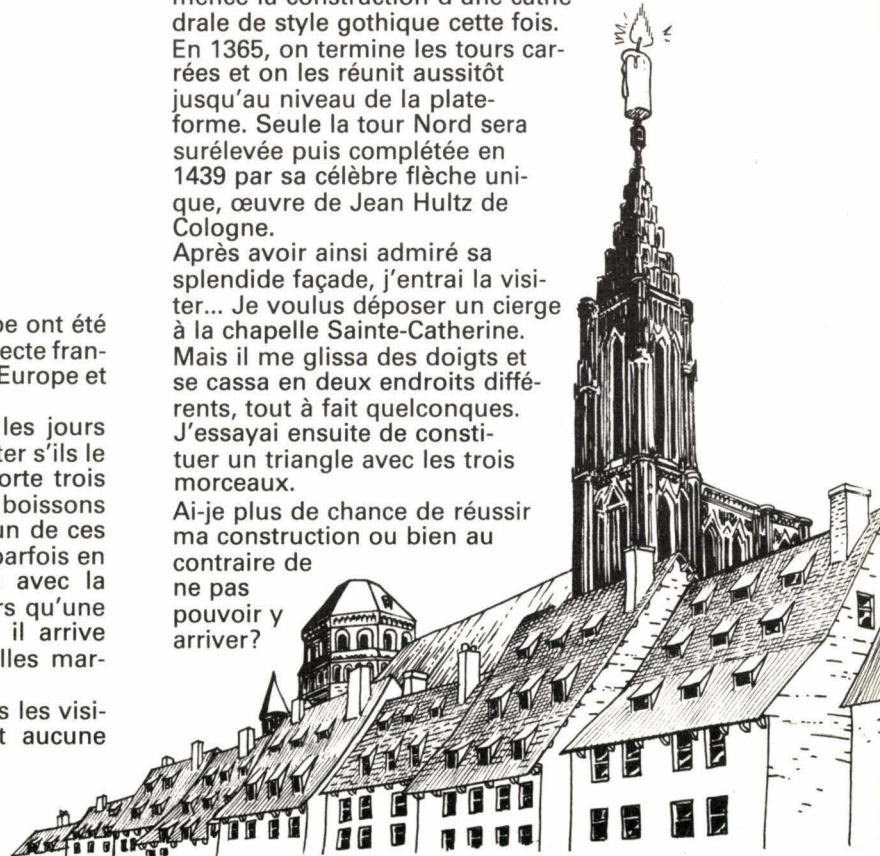 mence la construction d'une cathé-
drale de style gothique cette fois.
En 1365, on termine les tours car-
rées et on les réunit aussitôt
jusqu'au niveau de la plate-
forme. Seule la tour Nord sera
surélevée puis complétée en
1439 par sa célèbre flèche uni-
que, œuvre de Jean Hultz de
Cologne.
Après avoir ainsi admiré sa
splendide façade, j'entrai la visi-
ter... Je voulus déposer un cierge
à la chapelle Sainte-Catherine.
Mais il me glissa des doigts et
se cassa en deux endroits diffé-
rents, tout à fait quelconques.
J'essayai ensuite de consti-
tuer un triangle avec les trois
morceaux.
Ai-je plus de chance de réussir
ma construction ou bien au
contraire de
ne pas
pouvoir y
arriver?
pe ont été
ecte fran-
Europe et
les jours
ter s'ils le
orte trois
boissons
un de ces
parfois en
avec la
rs qu'une
il arrive
lles mar-
s les visi-
t aucune